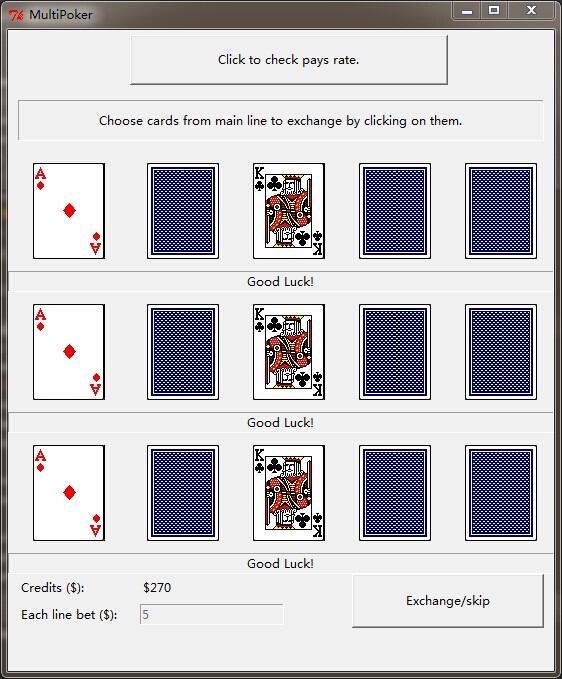 MultiPoker
Click to check pays rate.
Choose cards from main line to exchange by clicking on them.
A K
A K
Good Luck!
A K
A K
Good Luck!
A K
A K
Good Luck!
Credits ($): $270
Each line bet ($): 5
Exchange/skip